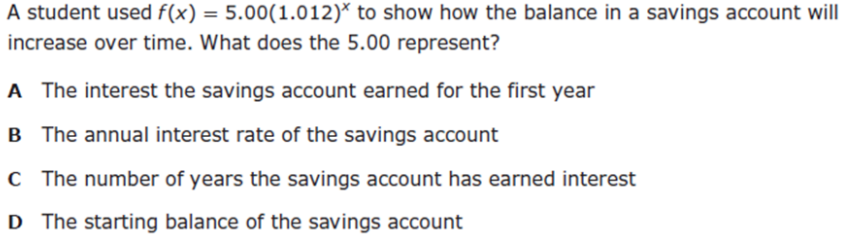 A student used f(x) = 5.00(1.012)ˣ to show how the balance in a savings account will
increase over time. What does the 5.00 represent?
A The interest the savings account earned for the first year
B The annual interest rate of the savings account
C The number of years the savings account has earned interest
D The starting balance of the savings account